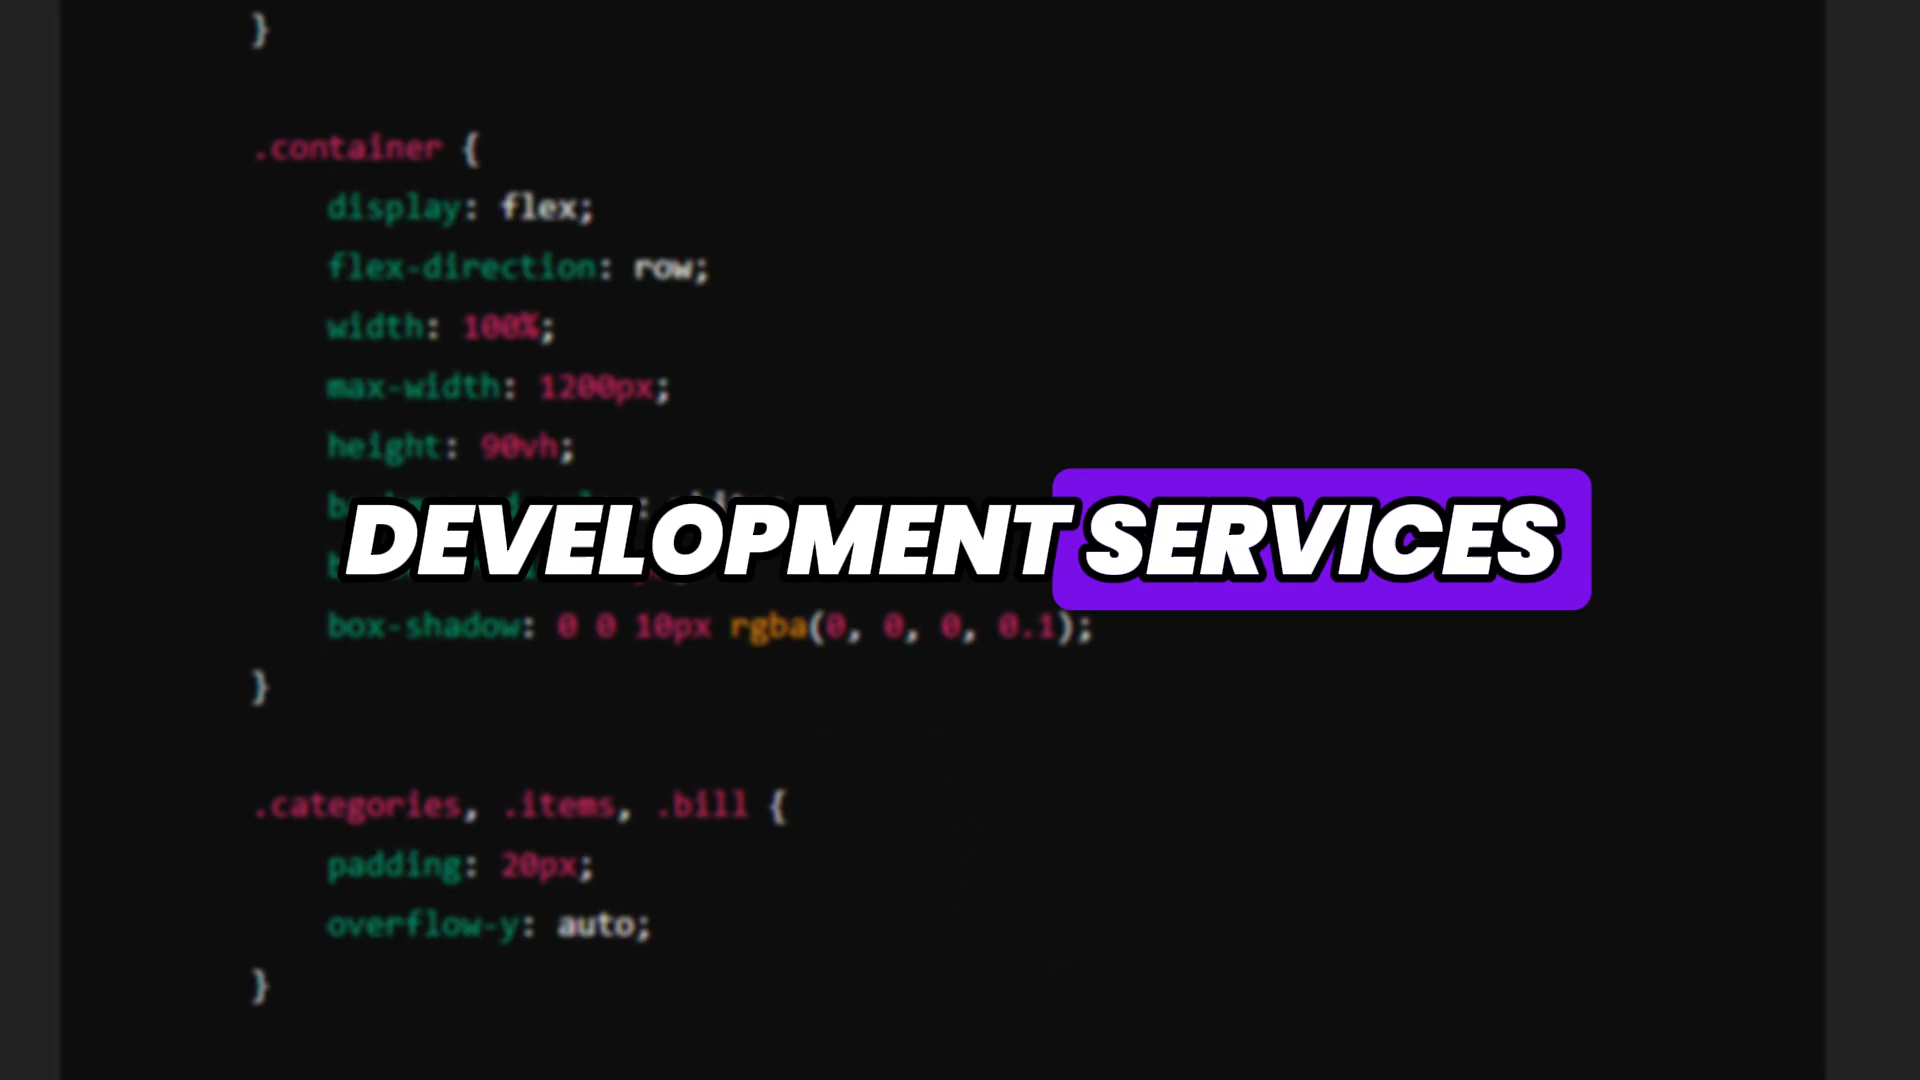 }
.container {
display: flex;
flex-direction: row;
width: 100%;
max-width: 1200px;
height: 90vh;
DEVELOPMENT SERVICES
box-shadow: 0 0 10px rgba(0, 0, 0, 0.1);
}
.categories, .items, .bill {
padding: 20px;
overflow-y: auto;
}